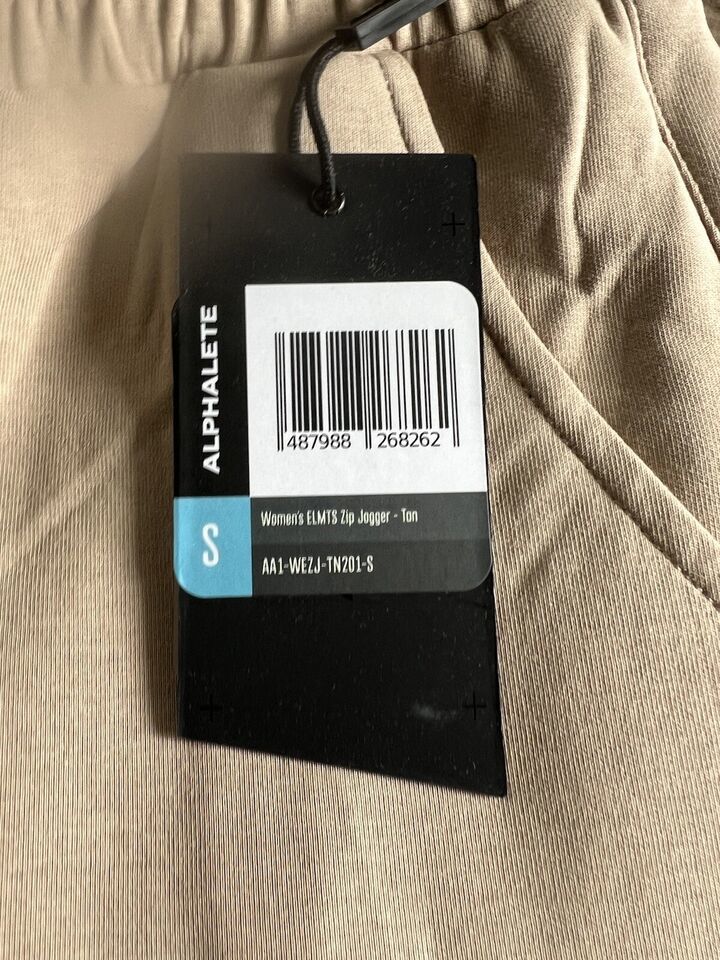 ALPHALETE
487988 268262
S
Women's ELMTS Zip Jogger - Tan
AA1-WEZJ-TN201-S